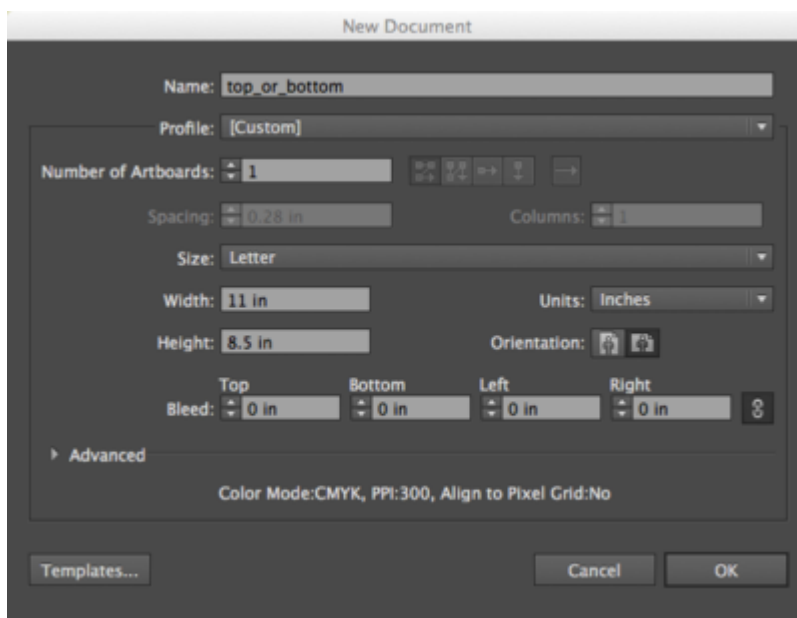 New Document
Name: top_or_bottom
Profile: [Custom]
Number of Artboards: 1
Spacing: 0.28 in Columns: 1
Size: Letter
Width: 11 in Units: Inches
Height: 8.5 in Orientation:
Top Bottom Left Right
Bleed: 0 in 0 in 0 in 0 in
Advanced
Color Mode:CMYK, PPI:300, Align to Pixel Grid:No
Templates... Cancel OK